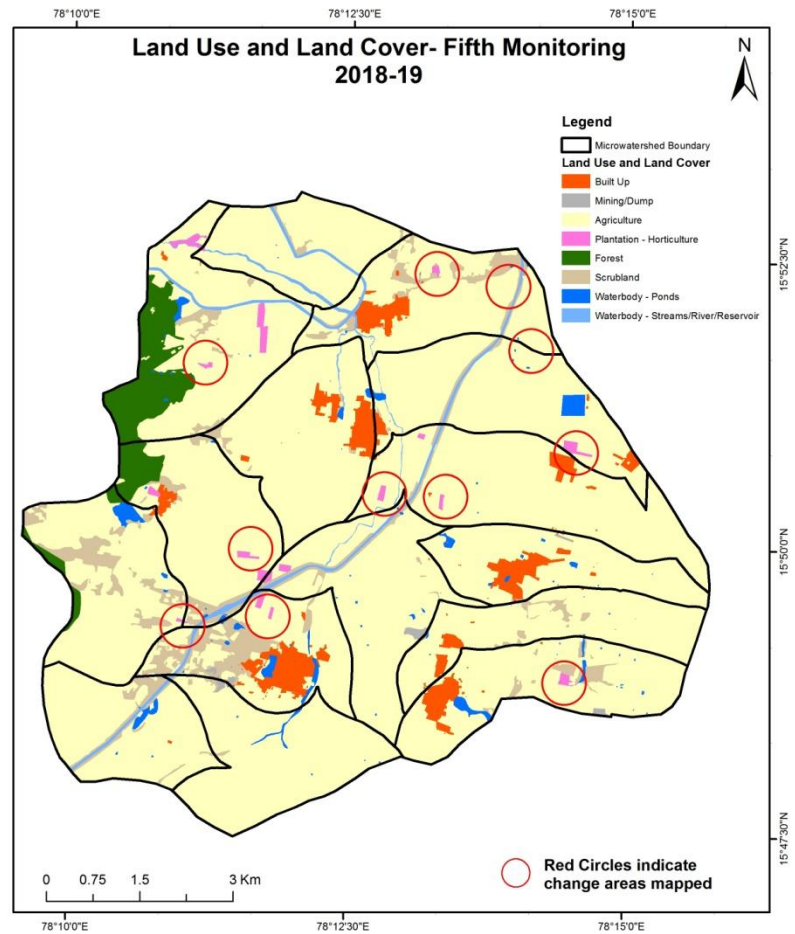 78°10'0"E 78°12'30"E 78°15'0"E
Land Use and Land Cover- Fifth Monitoring
2018-19
N
Legend
Microwatershed Boundary
Land Use and Land Cover
Built Up
Mining/Dump
Agriculture
Plantation - Horticulture
Forest
Scrubland
Waterbody - Ponds
Waterbody - Streams/River/Reservoir
15°52'30"N
15°50'0"N
15°47'30"N
0 0.75 1.5 3 Km
Red Circles indicate
change areas mapped
78°10'0"E 78°12'30"E 78°15'0"E